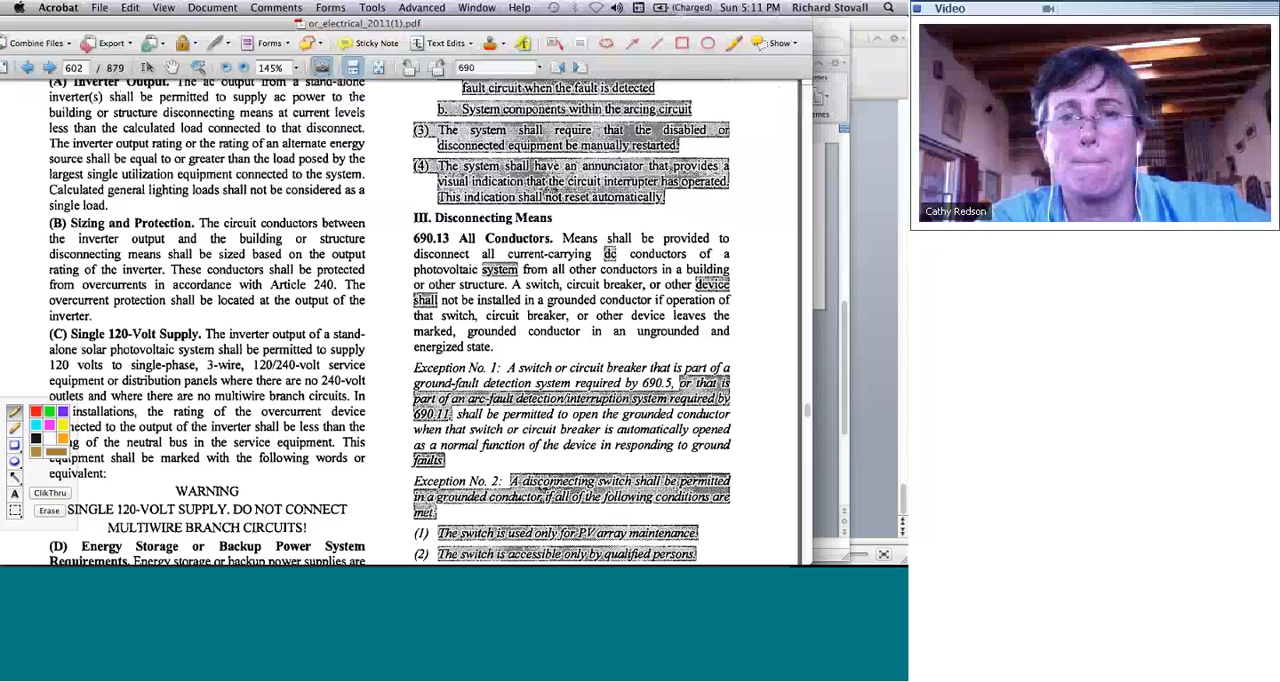 Acrobat File Edit View Document Comments Forms Tools Advanced Window Help (Charged) Sun 5:11 PM Richard Stovall
Video
or_electrical_2011(1).pdf
Combine Files Export Forms Sticky Note Text Edits Show
602 / 879 145% 690
(A) Inverter Output. The ac output from a stand-alone
inverter(s) shall be permitted to supply ac power to the
building or structure disconnecting means at current levels
less than the calculated load connected to that disconnect.
The inverter output rating or the rating of an alternate energy
source shall be equal to or greater than the load posed by the
largest single utilization equipment connected to the system.
Calculated general lighting loads shall not be considered as a
single load.
(B) Sizing and Protection. The circuit conductors between
the inverter output and the building or structure
disconnecting means shall be sized based on the output
rating of the inverter. These conductors shall be protected
from overcurrents in accordance with Article 240. The
overcurrent protection shall be located at the output of the
inverter.
(C) Single 120-Volt Supply. The inverter output of a stand-
alone solar photovoltaic system shall be permitted to supply
120 volts to single-phase, 3-wire, 120/240-volt service
equipment or distribution panels where there are no 240-volt
outlets and where there are no multiwire branch circuits. In
installations, the rating of the overcurrent device
nected to the output of the inverter shall be less than the
ng of the neutral bus in the service equipment. This
equipment shall be marked with the following words or
equivalent:
WARNING
SINGLE 120-VOLT SUPPLY. DO NOT CONNECT
MULTIWIRE BRANCH CIRCUITS!
(D) Energy Storage or Backup Power System
Requirements. Energy storage or backup power supplies are
A
ClikThru
Erase
fault circuit when the fault is detected
b. System components within the arcing circuit
(3) The system shall require that the disabled or
disconnected equipment be manually restarted.
(4) The system shall have an annunciator that provides a
visual indication that the circuit interrupter has operated.
This indication shall not reset automatically.
III. Disconnecting Means
690.13 All Conductors. Means shall be provided to
disconnect all current-carrying dc conductors of a
photovoltaic system from all other conductors in a building
or other structure. A switch, circuit breaker, or other device
shall not be installed in a grounded conductor if operation of
that switch, circuit breaker, or other device leaves the
marked, grounded conductor in an ungrounded and
energized state.
Exception No. 1: A switch or circuit breaker that is part of a
ground-fault detection system required by 690.5, or that is
part of an arc-fault detection/interruption system required by
690.11, shall be permitted to open the grounded conductor
when that switch or circuit breaker is automatically opened
as a normal function of the device in responding to ground
faults
Exception No. 2: A disconnecting switch shall be permitted
in a grounded conductor if all of the following conditions are
met:
(1) The switch is used only for PV array maintenance.
(2) The switch is accessible only by qualified persons.
Cathy Redson